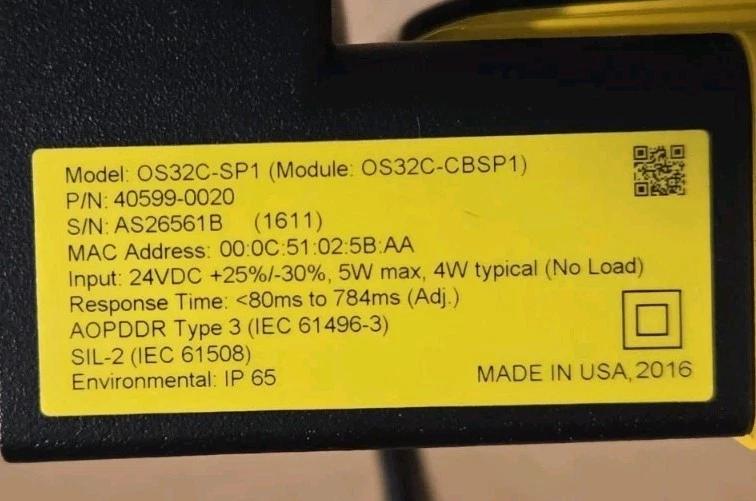 Model: OS32C-SP1 (Module: OS32C-CBSP1)
P/N: 40599-0020
S/N: AS26561B (1611)
MAC Address: 00:0C:51:02:5B:AA
Input: 24VDC +25%/-30%, 5W max, 4W typical (No Load)
Response Time: <80ms to 784ms (Adj.)
AOPDDR Type 3 (IEC 61496-3)
SIL-2 (IEC 61508)
Environmental: IP 65
MADE IN USA, 2016